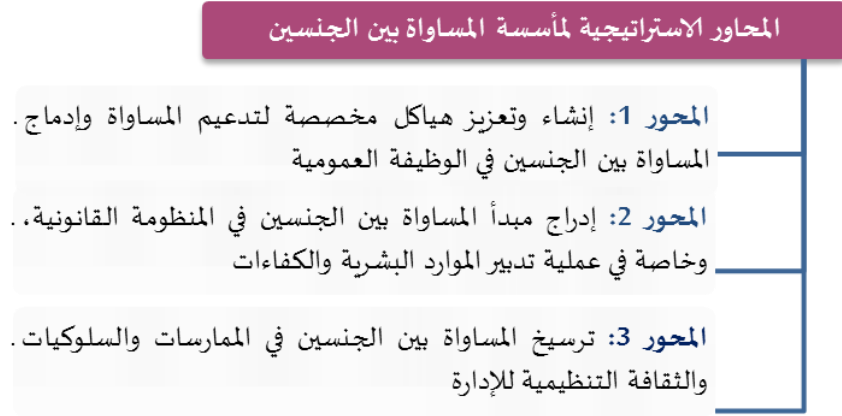 المحاور الاستراتيجية لمأسسة المساواة بين الجنسين
المحور 1: إنشاء وتعزيز هياكل مخصصة لتدعيم المساواة وإدماج
المساواة بين الجنسين في الوظيفة العمومية
المحور 2: إدراج مبدأ المساواة بين الجنسين في المنظومة القانونية،
وخاصة في عملية تدبير الموارد البشرية والكفاءات
المحور 3: ترسيخ المساواة بين الجنسين في الممارسات والسلوكيات
والثقافة التنظيمية للإدارة